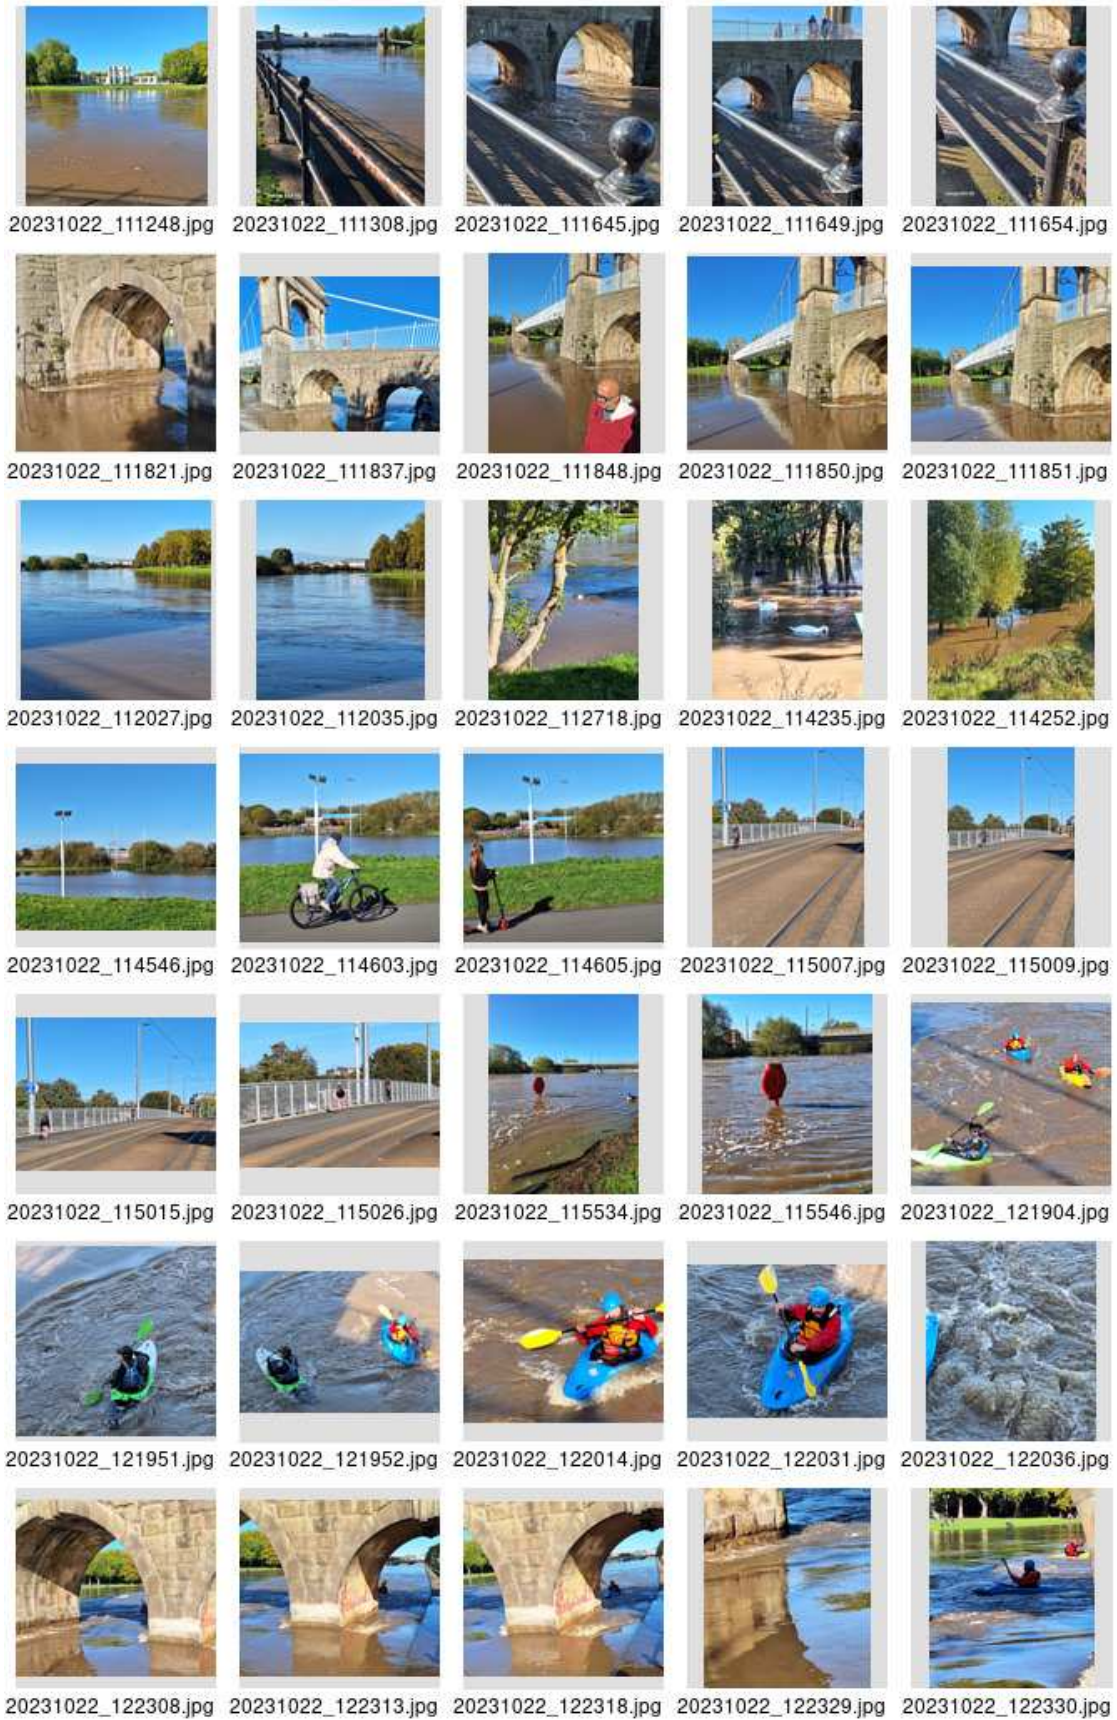 20231022_111248.jpg 20231022_111308.jpg 20231022_111645.jpg 20231022_111649.jpg 20231022_111654.jpg
20231022_111821.jpg 20231022_111837.jpg 20231022_111848.jpg 20231022_111850.jpg 20231022_111851.jpg
20231022_112027.jpg 20231022_112035.jpg 20231022_112718.jpg 20231022_114235.jpg 20231022_114252.jpg
20231022_114546.jpg 20231022_114603.jpg 20231022_114605.jpg 20231022_115007.jpg 20231022_115009.jpg
20231022_115015.jpg 20231022_115026.jpg 20231022_115534.jpg 20231022_115546.jpg 20231022_121904.jpg
20231022_121951.jpg 20231022_121952.jpg 20231022_122014.jpg 20231022_122031.jpg 20231022_122036.jpg
20231022_122308.jpg 20231022_122313.jpg 20231022_122318.jpg 20231022_122329.jpg 20231022_122330.jpg